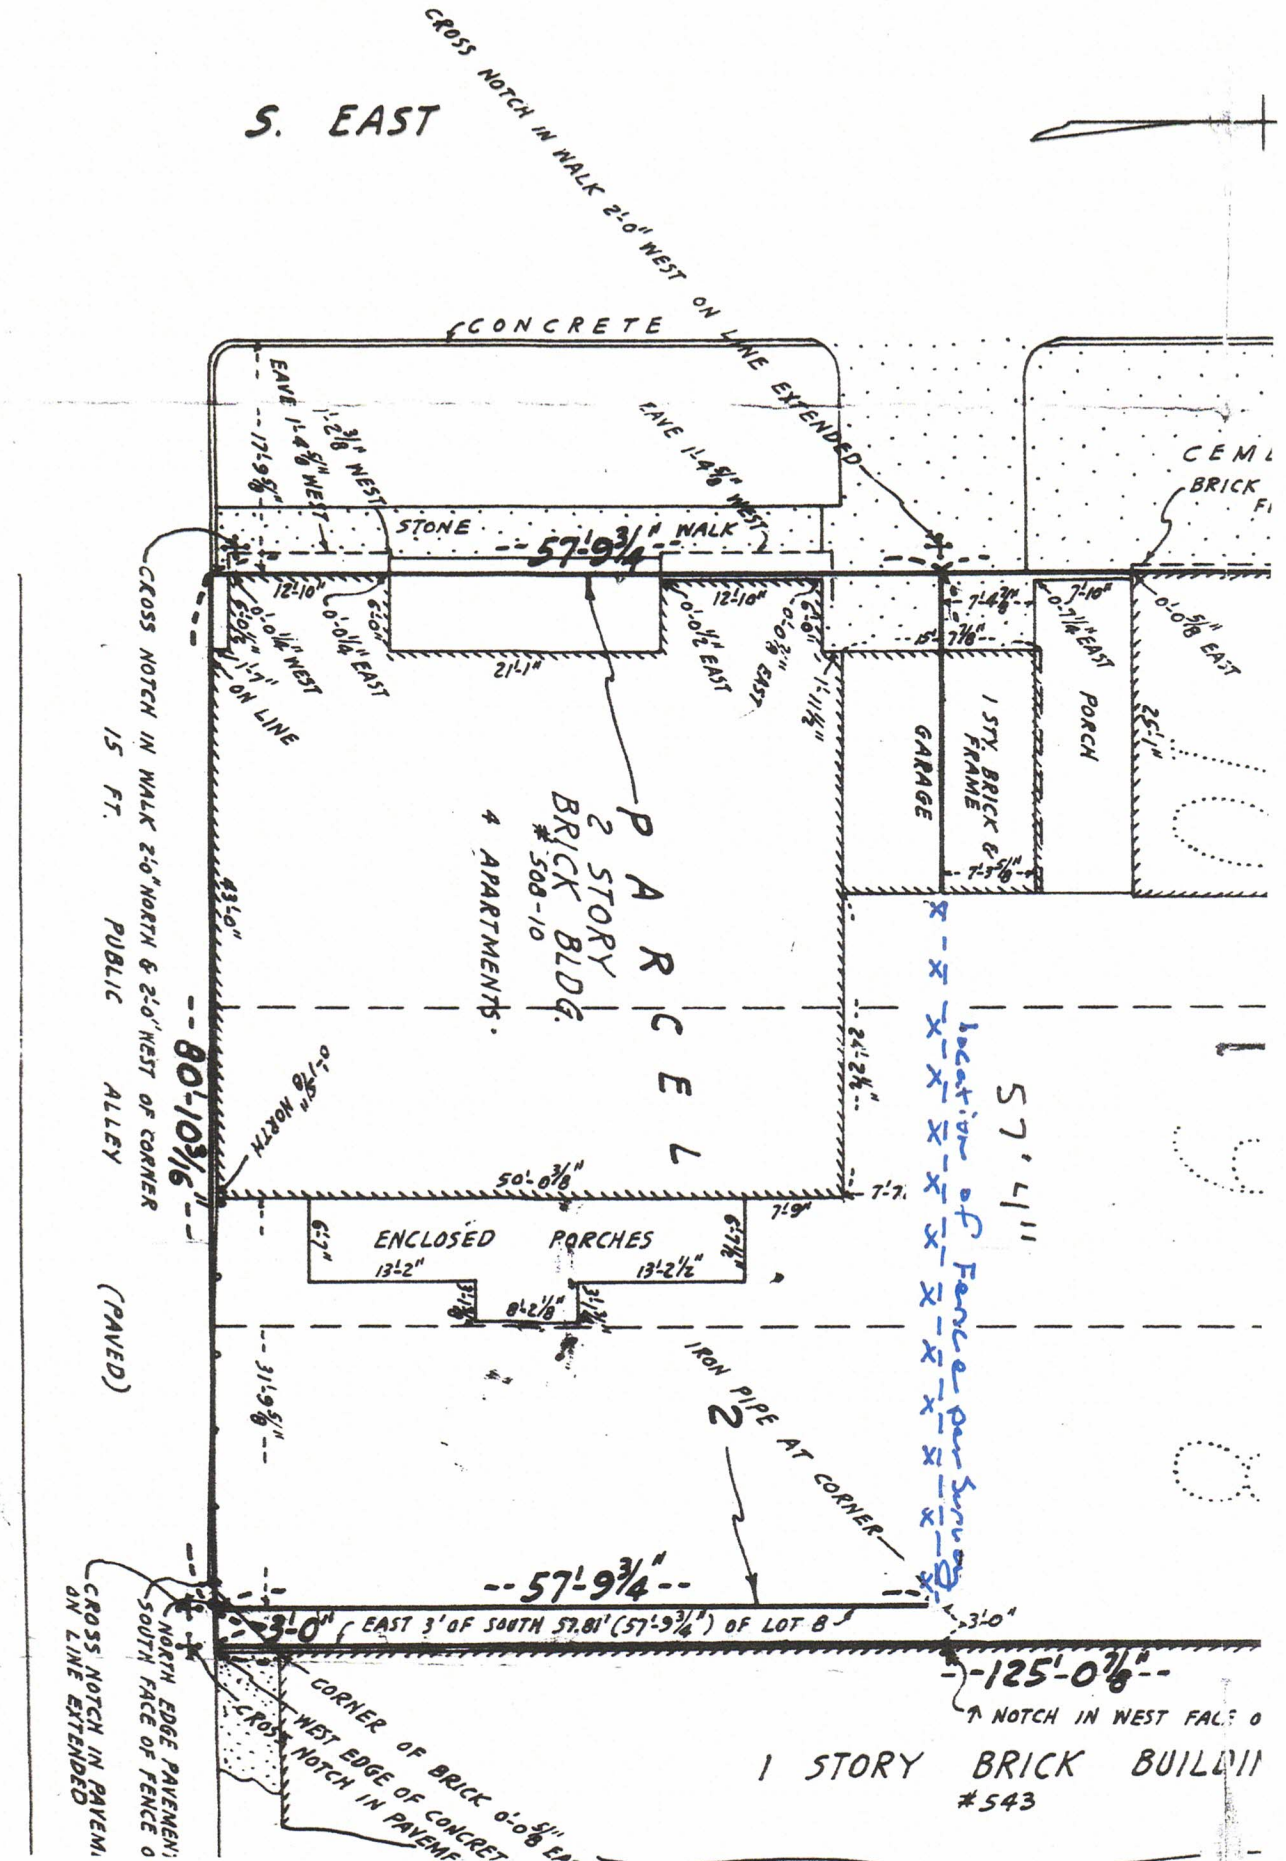 S. EAST
CROSS NOTCH IN WALK 2'-0" WEST ON LINE EXTENDED
CONCRETE
EAVE 1'-4 5/8" WEST
1'-2 3/8" WEST
--17'-9 5/8"--
EAVE 1'-4 5/8" WEST
STONE WALK
--57'-9 3/4"--
BRICK
12'-10"
6'-0"
0'-0 1/4" WEST
0'-0 1/4" EAST
1'-7"
ON LINE
21'-1"
12'-10"
6'-0"
0'-0 1/2" EAST
1'-11 1/2"
7'-4 7/8"
7'-10"
0'-7 1/4" EAST
0'-0 5/8" EAST
GARAGE
1 STY. BRICK &
FRAME
--7'-3 5/8"--
PORCH
25'-1"
PARCEL
2 STORY
BRICK BLDG.
# 508-10
4 APARTMENTS.
43'-0"
CROSS NOTCH IN WALK 2'-0" NORTH & 2'-0" WEST OF CORNER
15 FT. PUBLIC ALLEY (PAVED)
--80'-10 3/16"--
0'-1 5/8" NORTH
50'-0 3/8"
7'-9"
location of Fence per Survey
57' 4"
6'-7"
ENCLOSED PORCHES
6'-7 1/2"
13'-2"
13'-2 1/2"
8'-2 1/8"
--31'-9 5/8"--
IRON PIPE AT CORNER
2
--57'-9 3/4"--
3'-0"
EAST 3' OF SOUTH 57.81' (57'-9 3/4") OF LOT 8
3'-0"
--125'-0 7/8"--
NOTCH IN WEST FACE O
1 STORY BRICK BUILDIN
#543
CORNER OF BRICK 0'-0 5/8" EA
WEST EDGE OF CONCRET
CROSS NOTCH IN PAVEME
NORTH EDGE PAVEMENT
SOUTH FACE OF FENCE O
CROSS NOTCH IN PAVEM
ON LINE EXTENDED